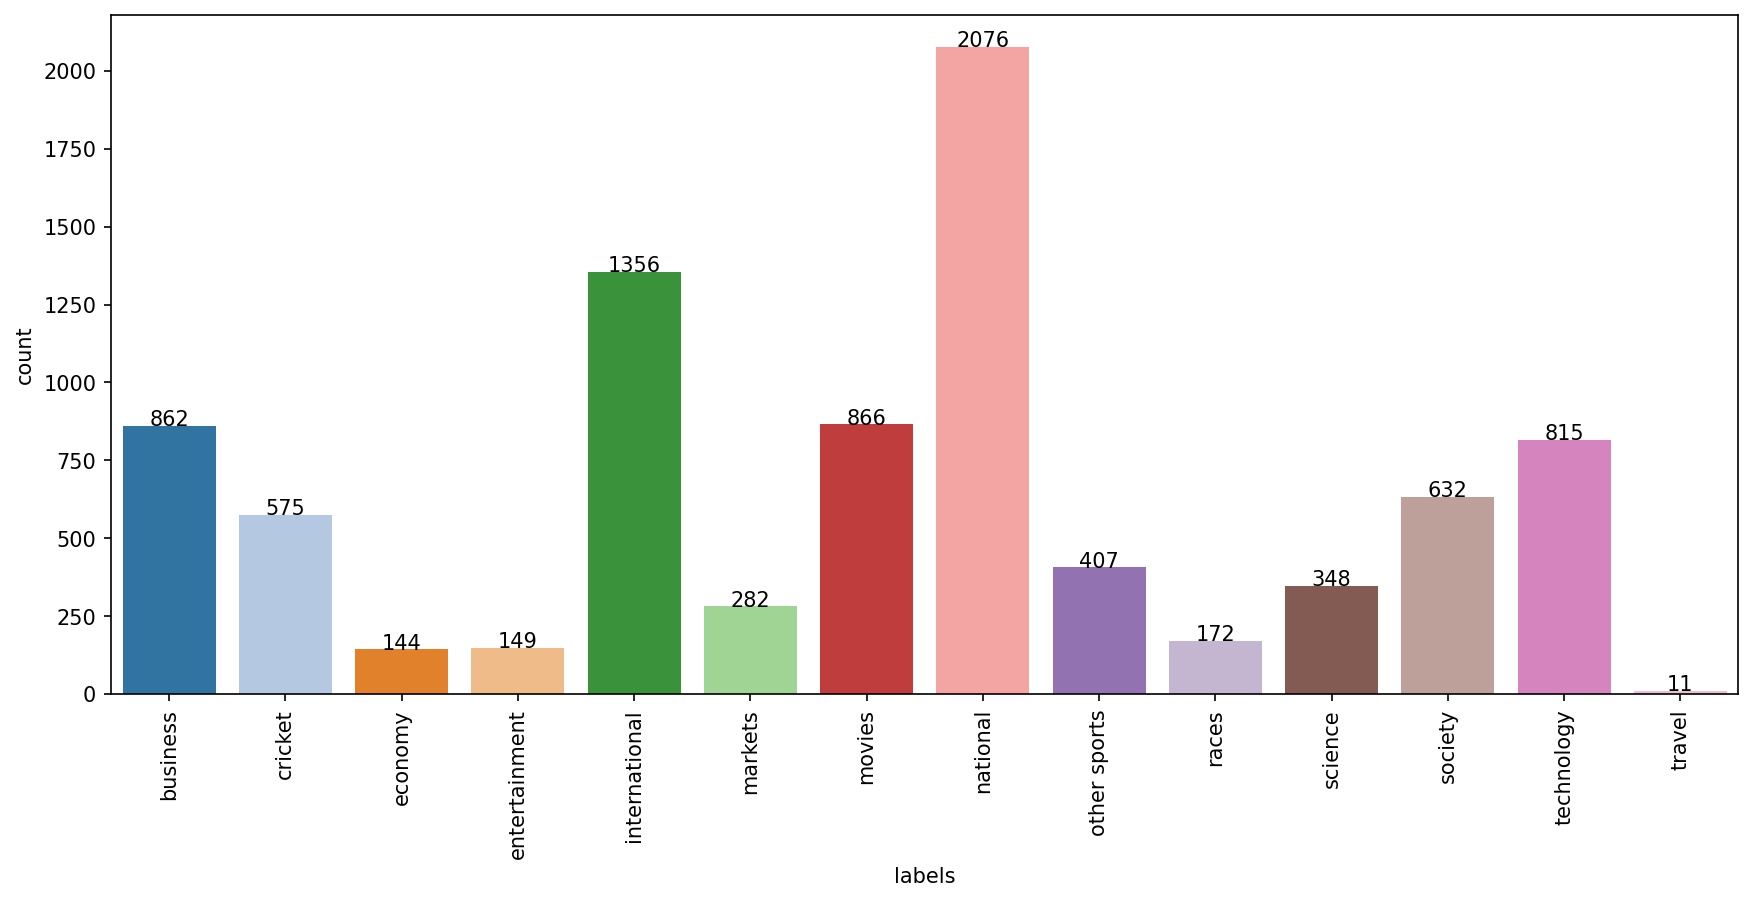 2076
2000
1750
1500
1356
1250
1000
862
866
815
750
632
575
500
407
348
282
250
144
149
172
11
0
count
business
cricket
economy
entertainment
international
markets
movies
national
other sports
races
science
society
technology
travel
labels